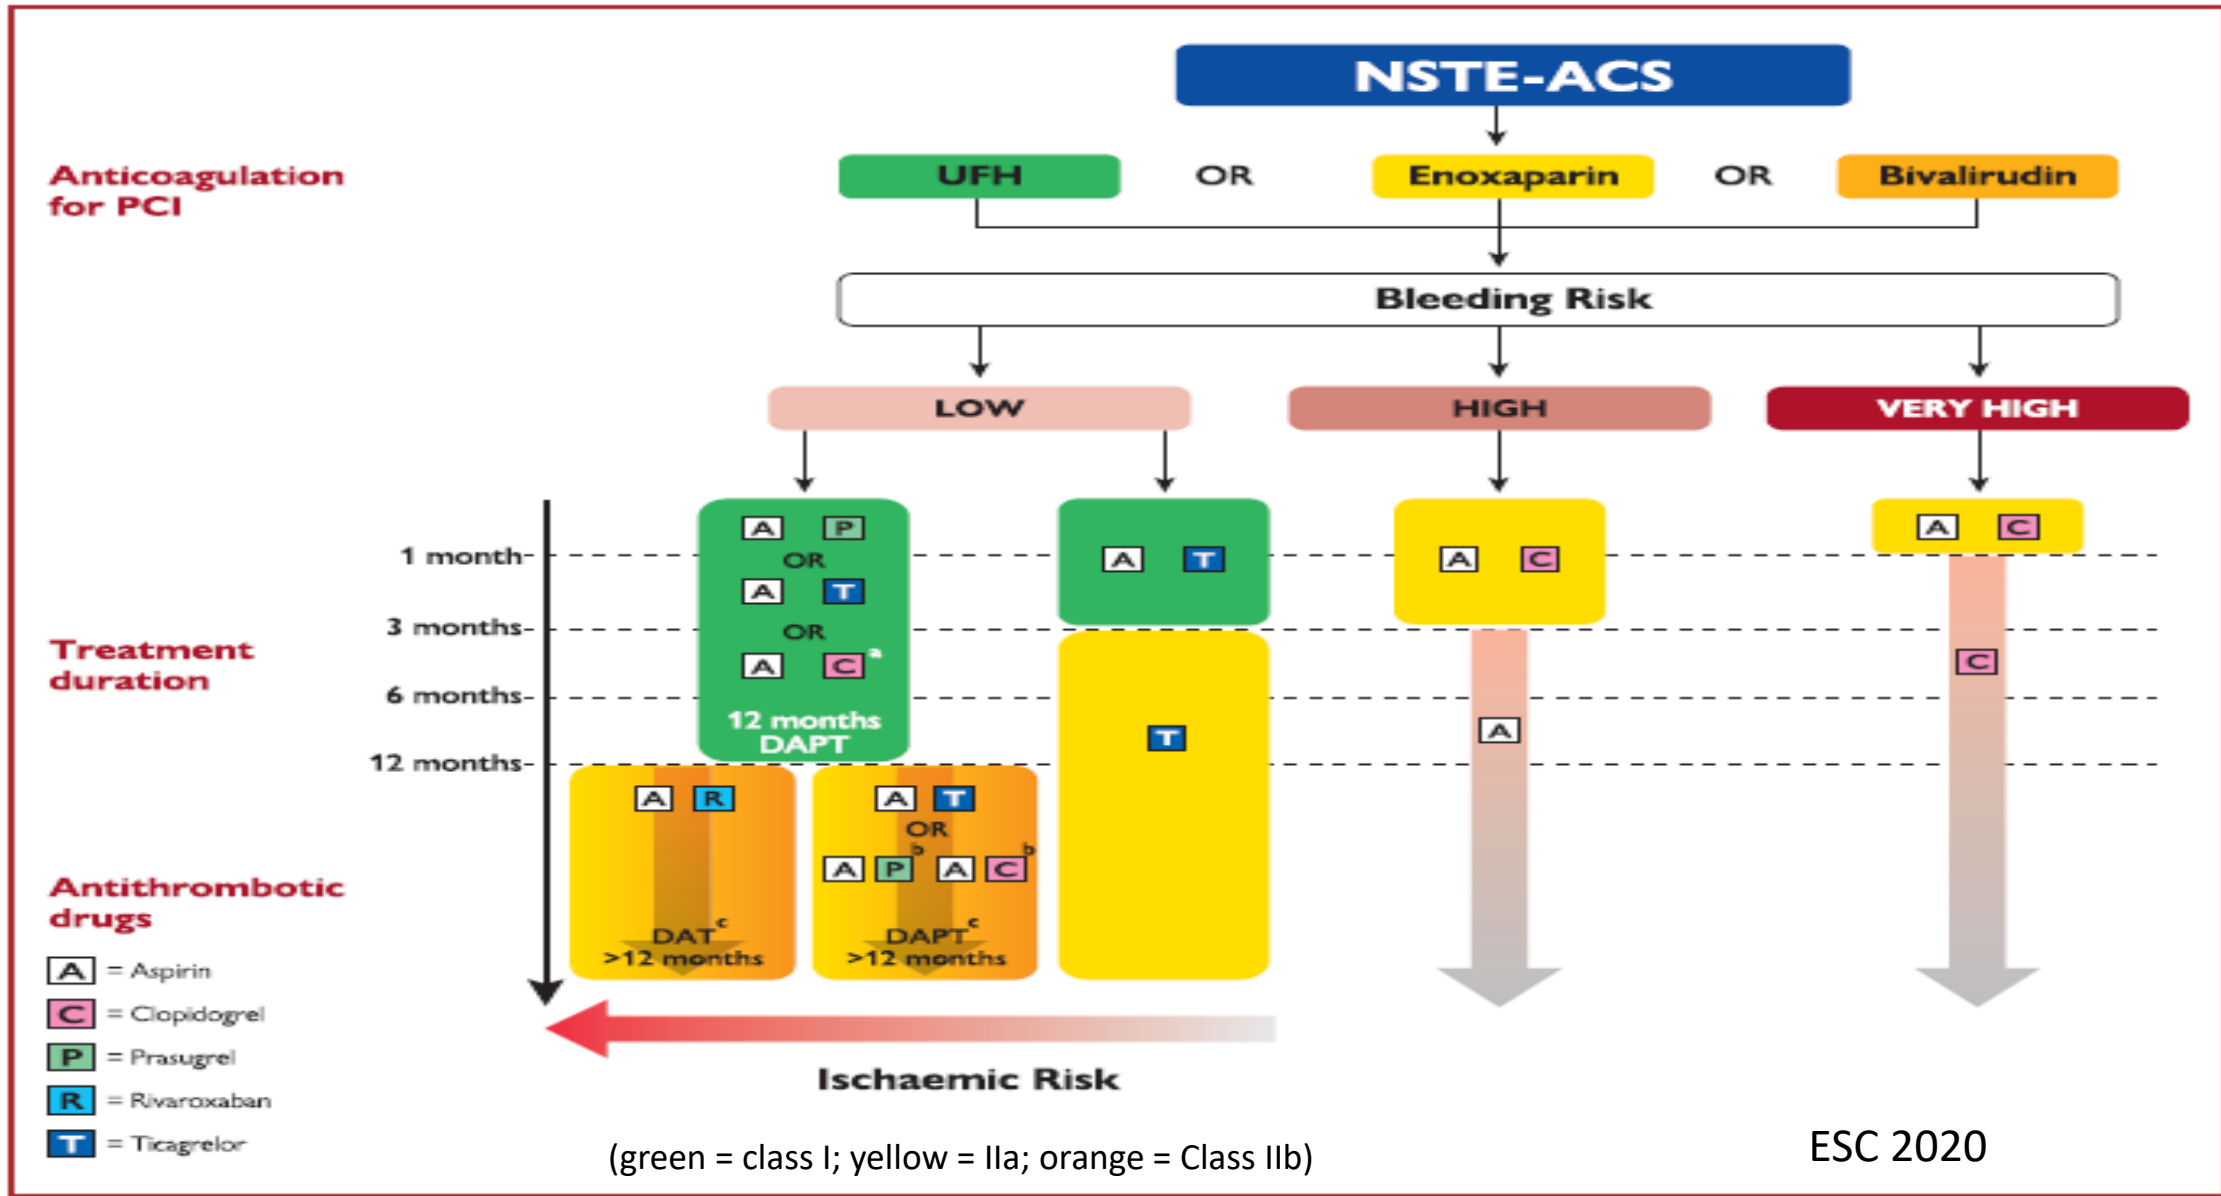 NSTE-ACS
Anticoagulation
for PCI
UFH OR Enoxaparin OR Bivalirudin
Bleeding Risk
LOW HIGH VERY HIGH
A P
OR
A T
OR
A C a
12 months
DAPT
A T
T
A C
A
A C
C
1 month
3 months
6 months
12 months
Treatment
duration
A R
DAT c
>12 months
A T
OR
A P b A C b
DAPT c
>12 months
Antithrombotic
drugs
A = Aspirin
C = Clopidogrel
P = Prasugrel
R = Rivaroxaban
T = Ticagrelor
Ischaemic Risk
(green = class I; yellow = IIa; orange = Class IIb)
ESC 2020